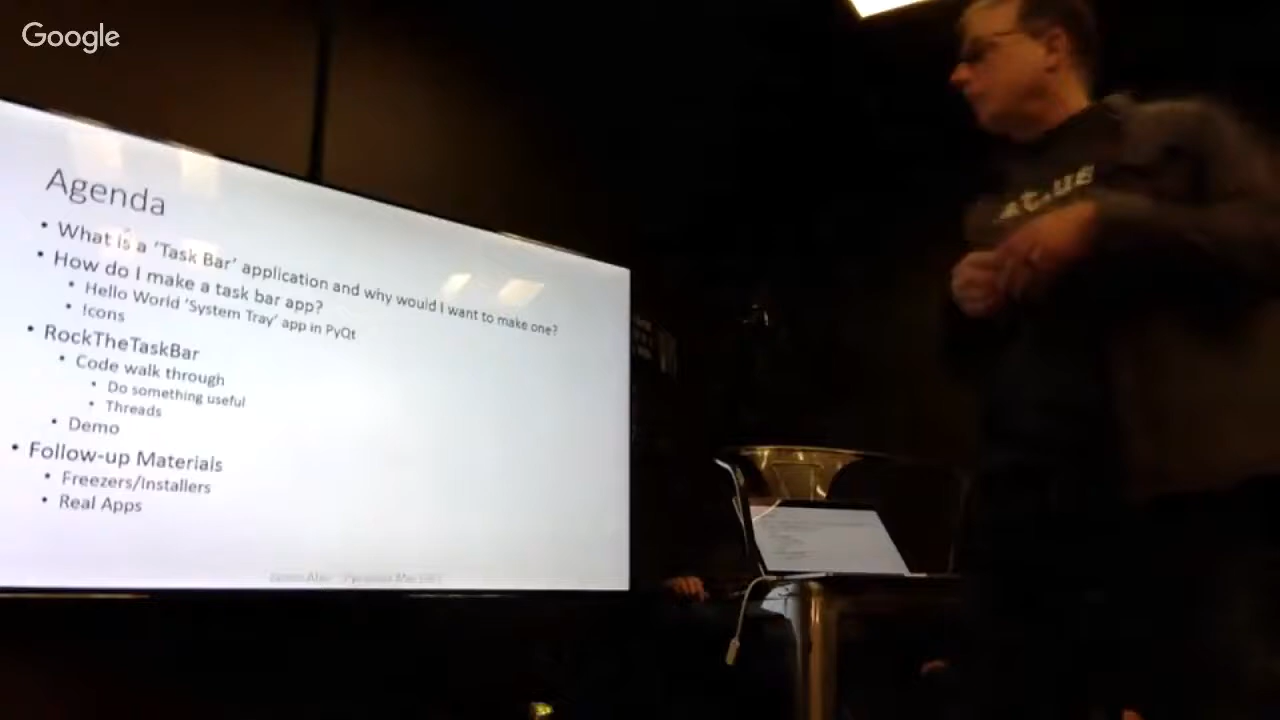 Google
Agenda
• What is a 'Task Bar' application and why would I want to make one?
• How do I make a task bar app?
• Hello World 'System Tray' app in PyQt
• Icons
• RockTheTaskBar
• Code walk through
• Do something useful
• Threads
• Demo
• Follow-up Materials
• Freezers/Installers
• Real Apps